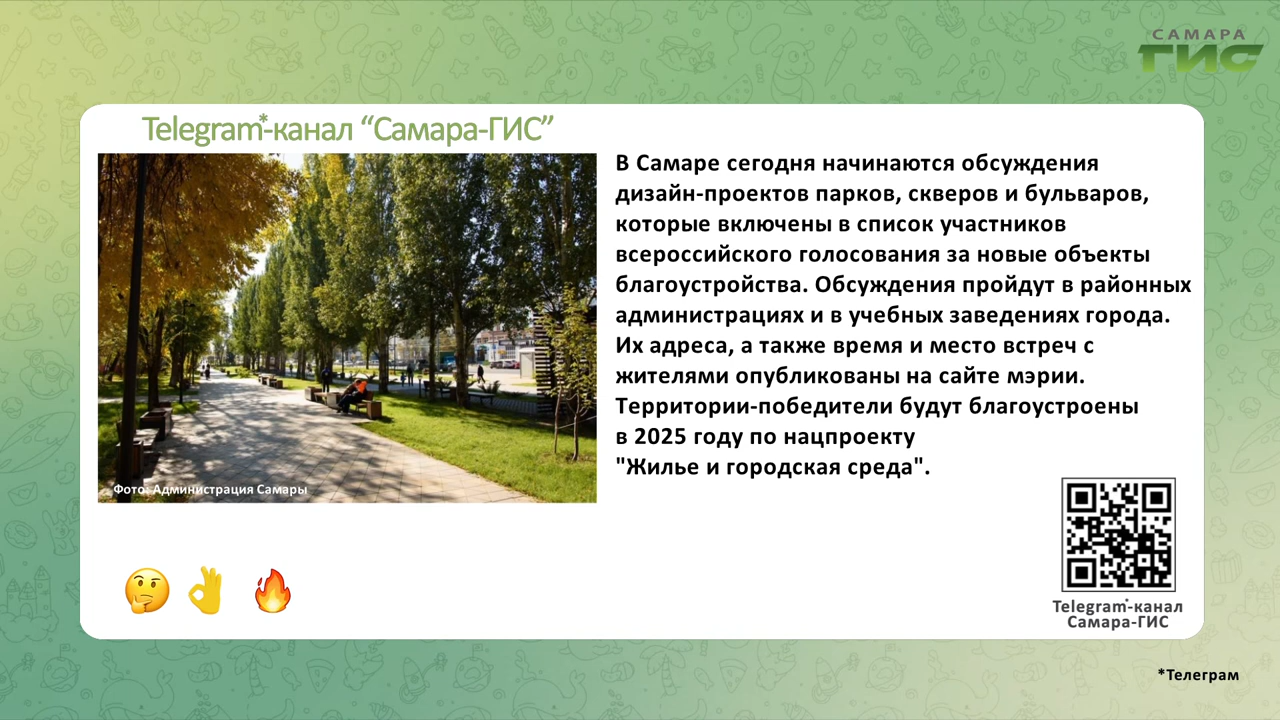 САМАРА
ГИС
Telegram*-канал “Самара-ГИС”
В Самаре сегодня начинаются обсуждения
дизайн-проектов парков, скверов и бульваров,
которые включены в список участников
всероссийского голосования за новые объекты
благоустройства. Обсуждения пройдут в районных
администрациях и в учебных заведениях города.
Их адреса, а также время и место встреч с
жителями опубликованы на сайте мэрии.
Территории-победители будут благоустроены
в 2025 году по нацпроекту
"Жилье и городская среда".
Фото: Администрация Самары
Telegram*-канал
Самара-ГИС
*Телеграм